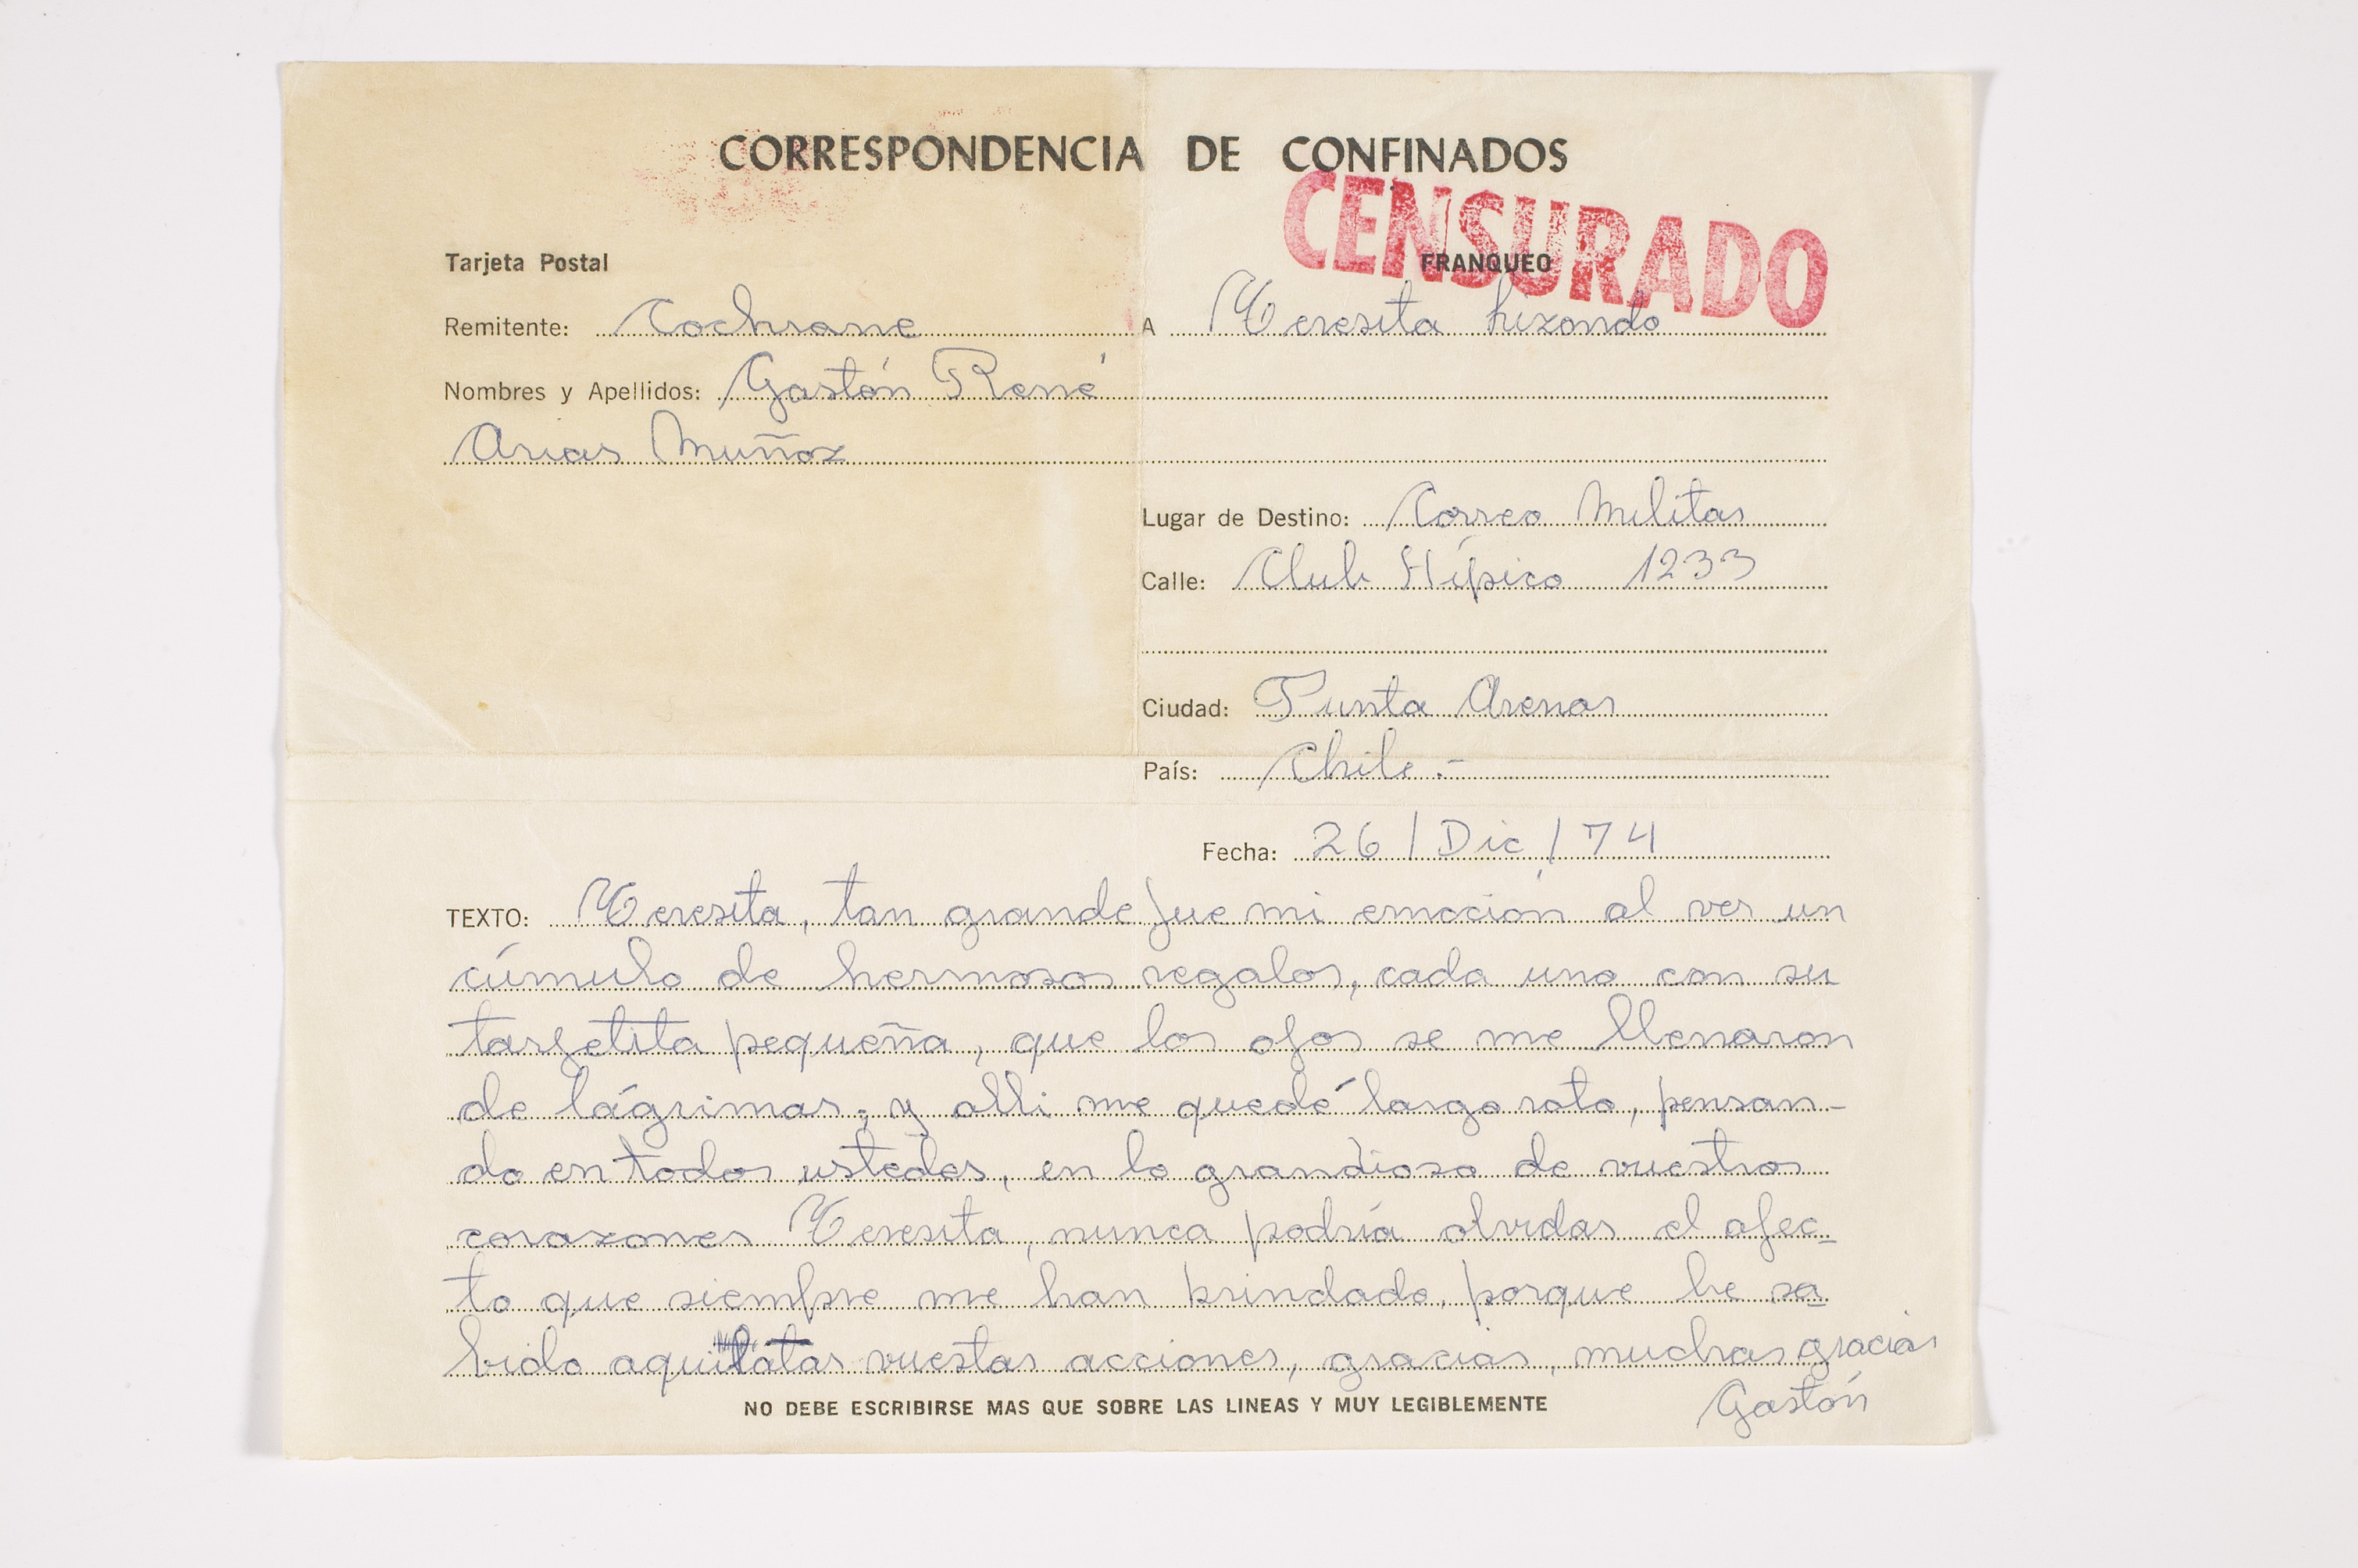 CORRESPONDENCIA DE CONFINADOS
CENSURADO
Tarjeta Postal
FRANQUEO
Remitente: Cochrane
A Teresita Lizondo
Nombres y Apellidos: Gastón René
Arias Muñoz
Lugar de Destino: Correo Militar
Calle: Club Hípico 1233
Ciudad: Punta Arenas
País: Chile.-
Fecha: 26/Dic/74
TEXTO: Teresita, tan grande fue mi emoción al ver un
cúmulo de hermosos regalos, cada uno con su
tarjetita pequeña, que los ojos se me llenaron
de lágrimas, y alli me quedé largo rato, pensan-
do en todos ustedes, en lo grandioso de vuestros
corazones Teresita, nunca podría olvidar el afec-
to que siempre me han brindado, porque he sa
bido aquilatar vuestas acciones, gracias, muchas gracias
Gastón
NO DEBE ESCRIBIRSE MAS QUE SOBRE LAS LINEAS Y MUY LEGIBLEMENTE